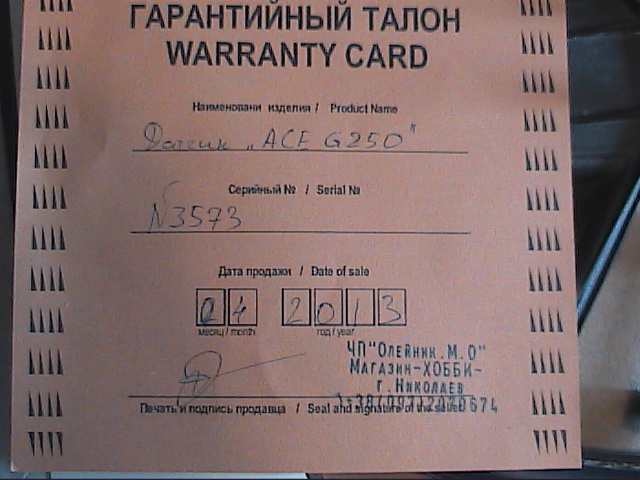 ГАРАНТИЙНЫЙ ТАЛОН
WARRANTY CARD
Наименовани изделия / Product Name
Датчик „ACE G250"
Серийный № / Serial №
N3573
Дата продажи / Date of sale
04 2013
месяц / month год / year
ЧП"Олейник.М.О"
Магазин-ХОББИ-
г.Николаев
Печать и подпись продавца / Seal and signature of the seller